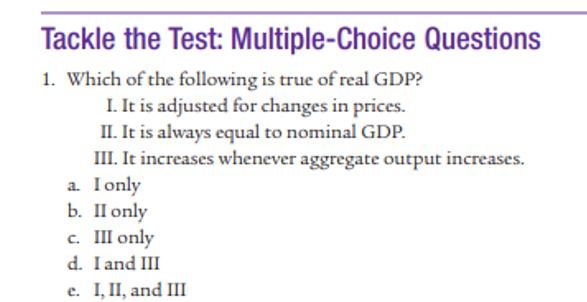 Tackle the Test: Multiple-Choice Questions
1. Which of the following is true of real GDP?
I. It is adjusted for changes in prices.
II. It is always equal to nominal GDP.
III. It increases whenever aggregate output increases.
a. I only
b. II only
c. III only
d. I and III
e. I, II, and III